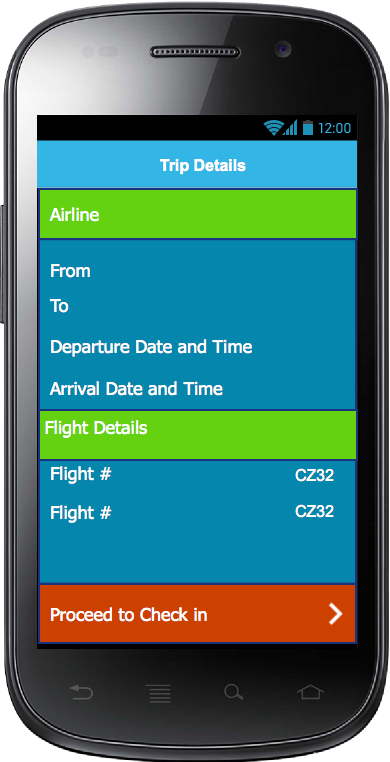 12:00
Trip Details
Airline
From
To
Departure Date and Time
Arrival Date and Time
Flight Details
Flight # CZ32
Flight # CZ32
Proceed to Check in